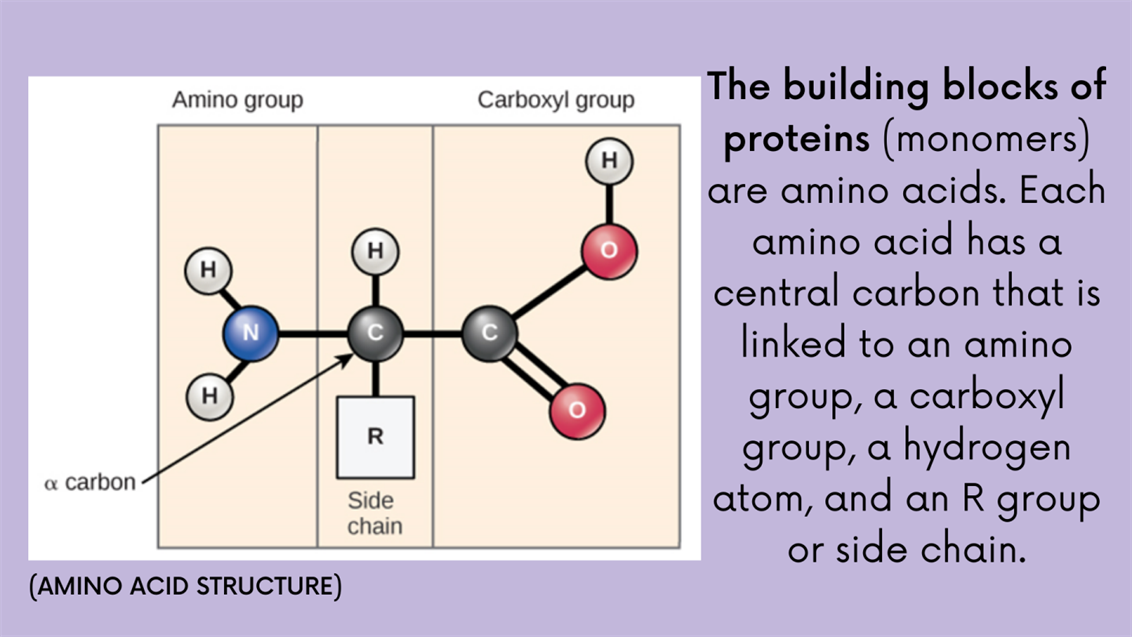 Amino group
Carboxyl group
H
H
H
O
N
C
C
H
O
R
α carbon
Side
chain
(AMINO ACID STRUCTURE)
The building blocks of
proteins (monomers)
are amino acids. Each
amino acid has a
central carbon that is
linked to an amino
group, a carboxyl
group, a hydrogen
atom, and an R group
or side chain.